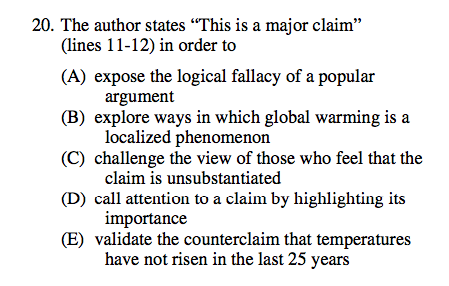 20. The author states “This is a major claim”
(lines 11-12) in order to
(A) expose the logical fallacy of a popular
argument
(B) explore ways in which global warming is a
localized phenomenon
(C) challenge the view of those who feel that the
claim is unsubstantiated
(D) call attention to a claim by highlighting its
importance
(E) validate the counterclaim that temperatures
have not risen in the last 25 years